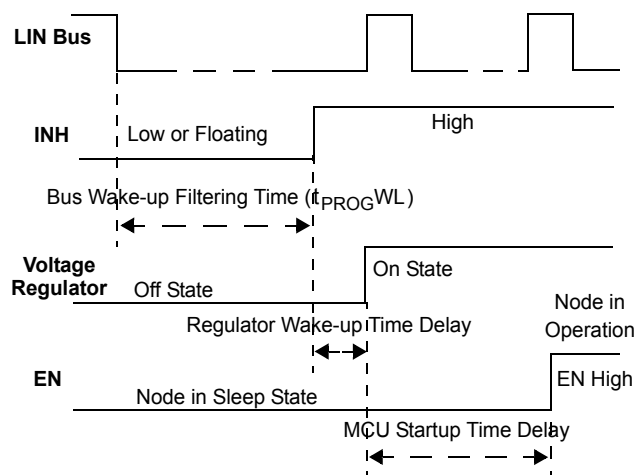 LIN Bus
INH
Low or Floating
High
Bus Wake-up Filtering Time (tPROGWL)
Voltage
Regulator
On State
Off State
Node in
Operation
Regulator Wake-up Time Delay
EN
Node in Sleep State
EN High
MCU Startup Time Delay